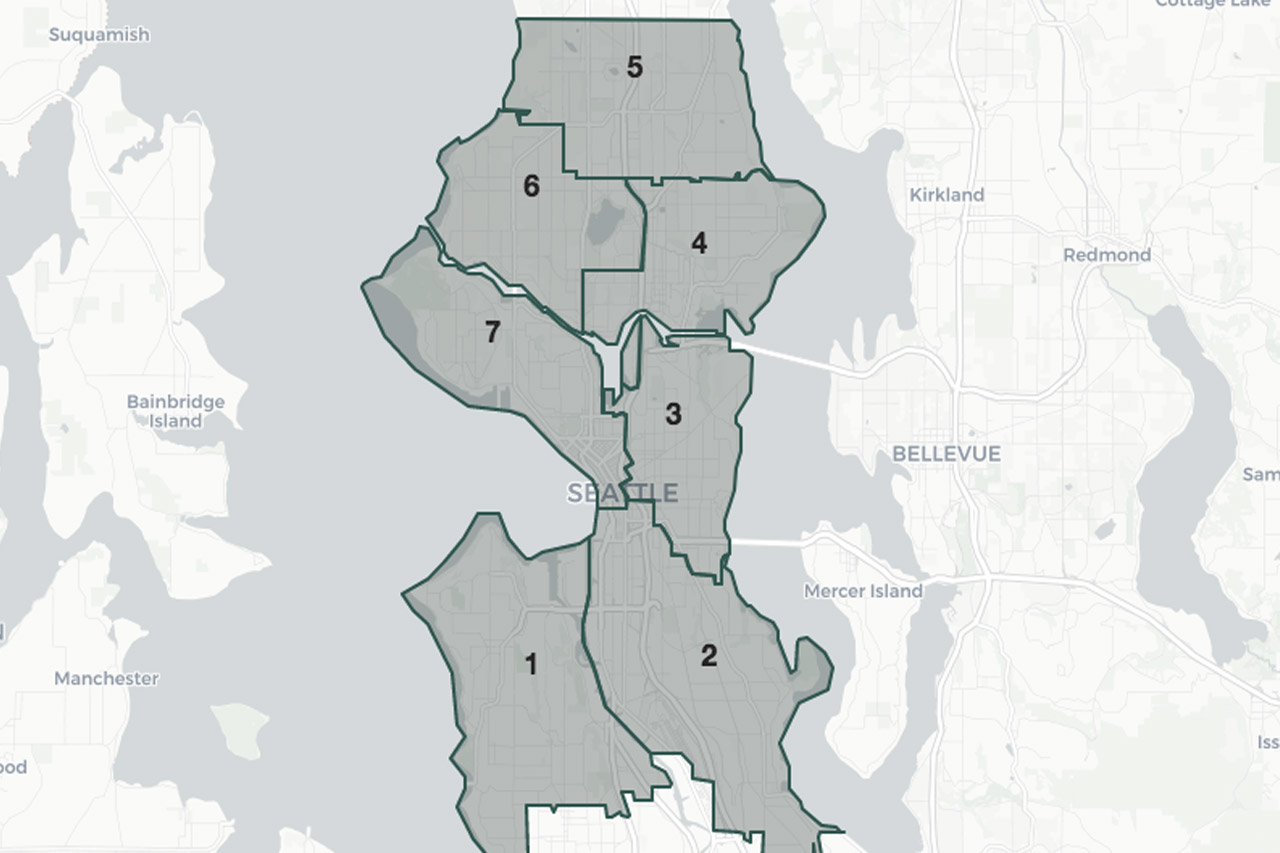 Cottage Lake
Suquamish
5
6
Kirkland
4
Redmond
7
Bainbridge
Island
3
BELLEVUE
Sam
SEATTLE
Mercer Island
1
2
Manchester
Iss
ood